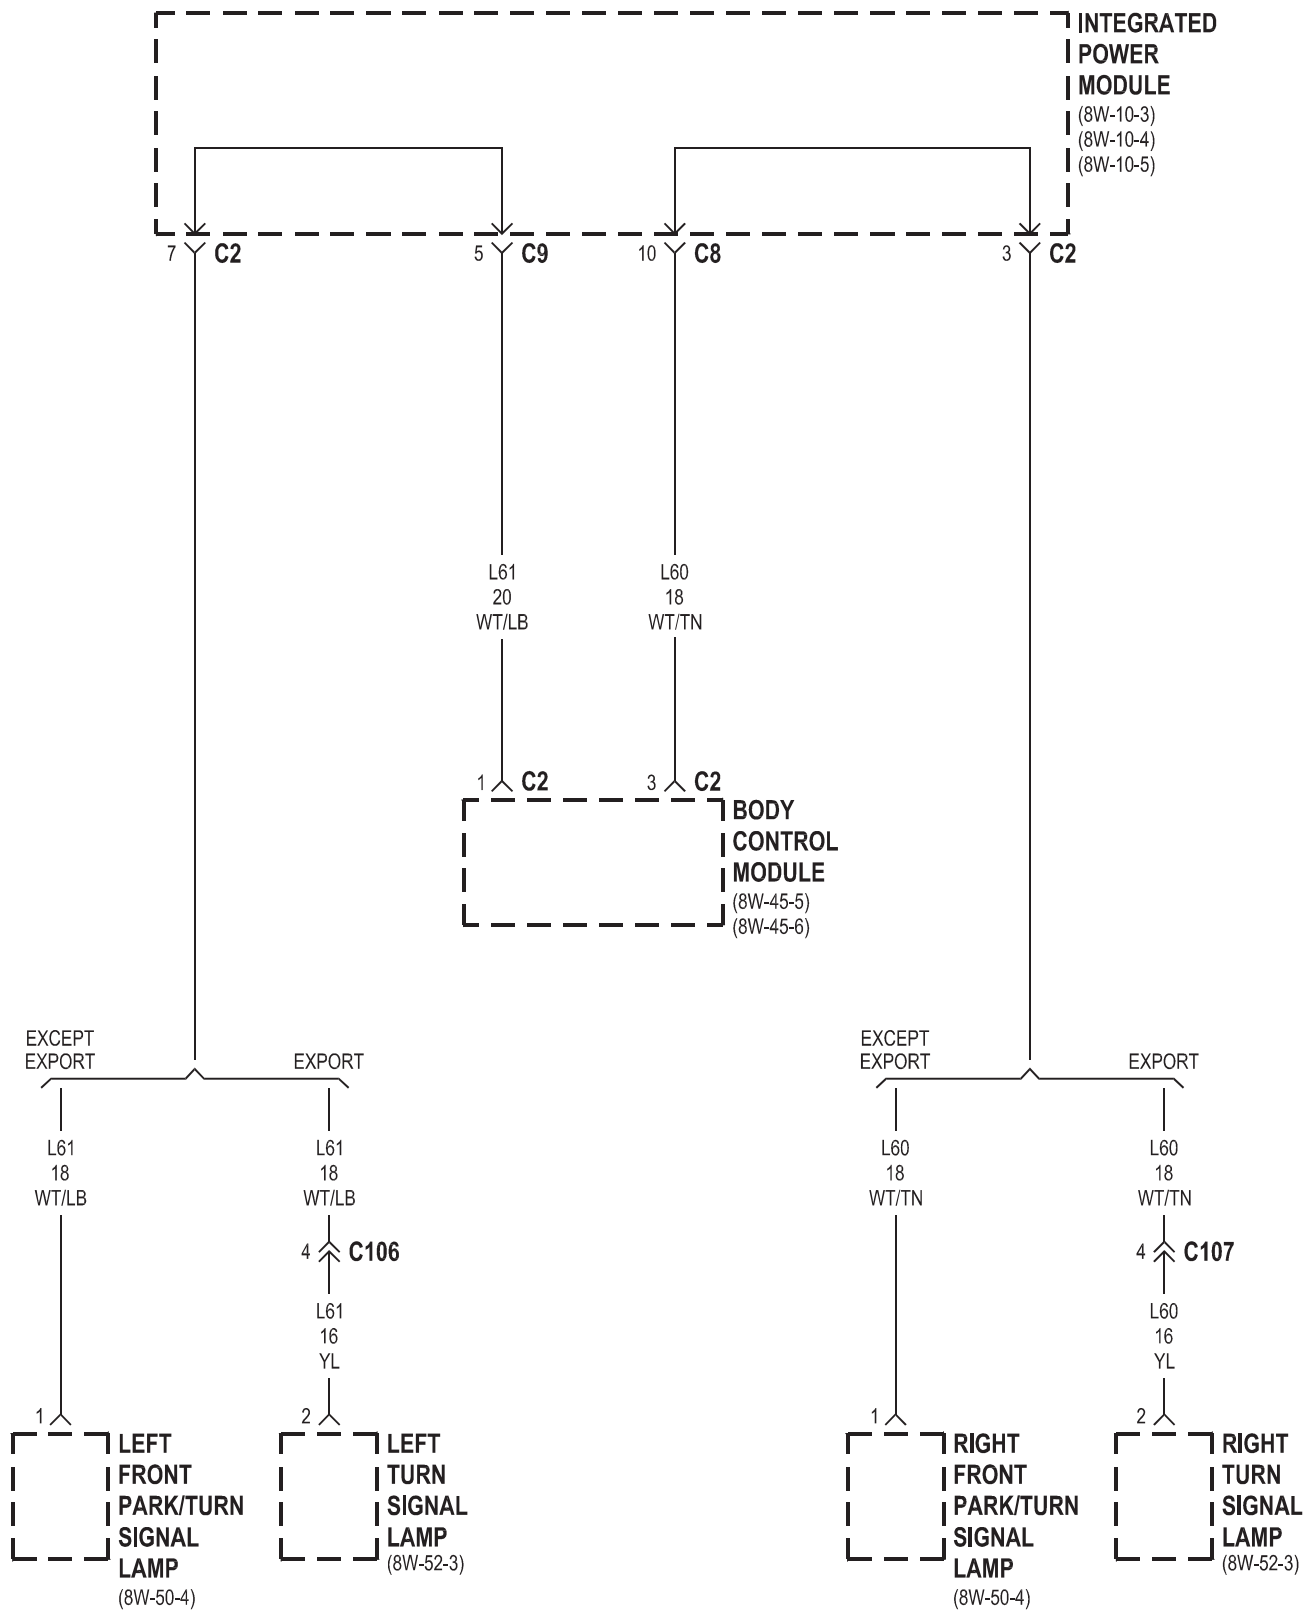 INTEGRATED
POWER
MODULE
(8W-10-3)
(8W-10-4)
(8W-10-5)
7 C2
5 C9
10 C8
3 C2
L61
20
WT/LB
L60
18
WT/TN
1 C2
3 C2
BODY
CONTROL
MODULE
(8W-45-5)
(8W-45-6)
EXCEPT
EXPORT
EXPORT
L61
18
WT/LB
L61
18
WT/LB
4 C106
L61
16
YL
1
LEFT
FRONT
PARK/TURN
SIGNAL
LAMP
(8W-50-4)
2
LEFT
TURN
SIGNAL
LAMP
(8W-52-3)
EXCEPT
EXPORT
EXPORT
L60
18
WT/TN
L60
18
WT/TN
4 C107
L60
16
YL
1
RIGHT
FRONT
PARK/TURN
SIGNAL
LAMP
(8W-50-4)
2
RIGHT
TURN
SIGNAL
LAMP
(8W-52-3)